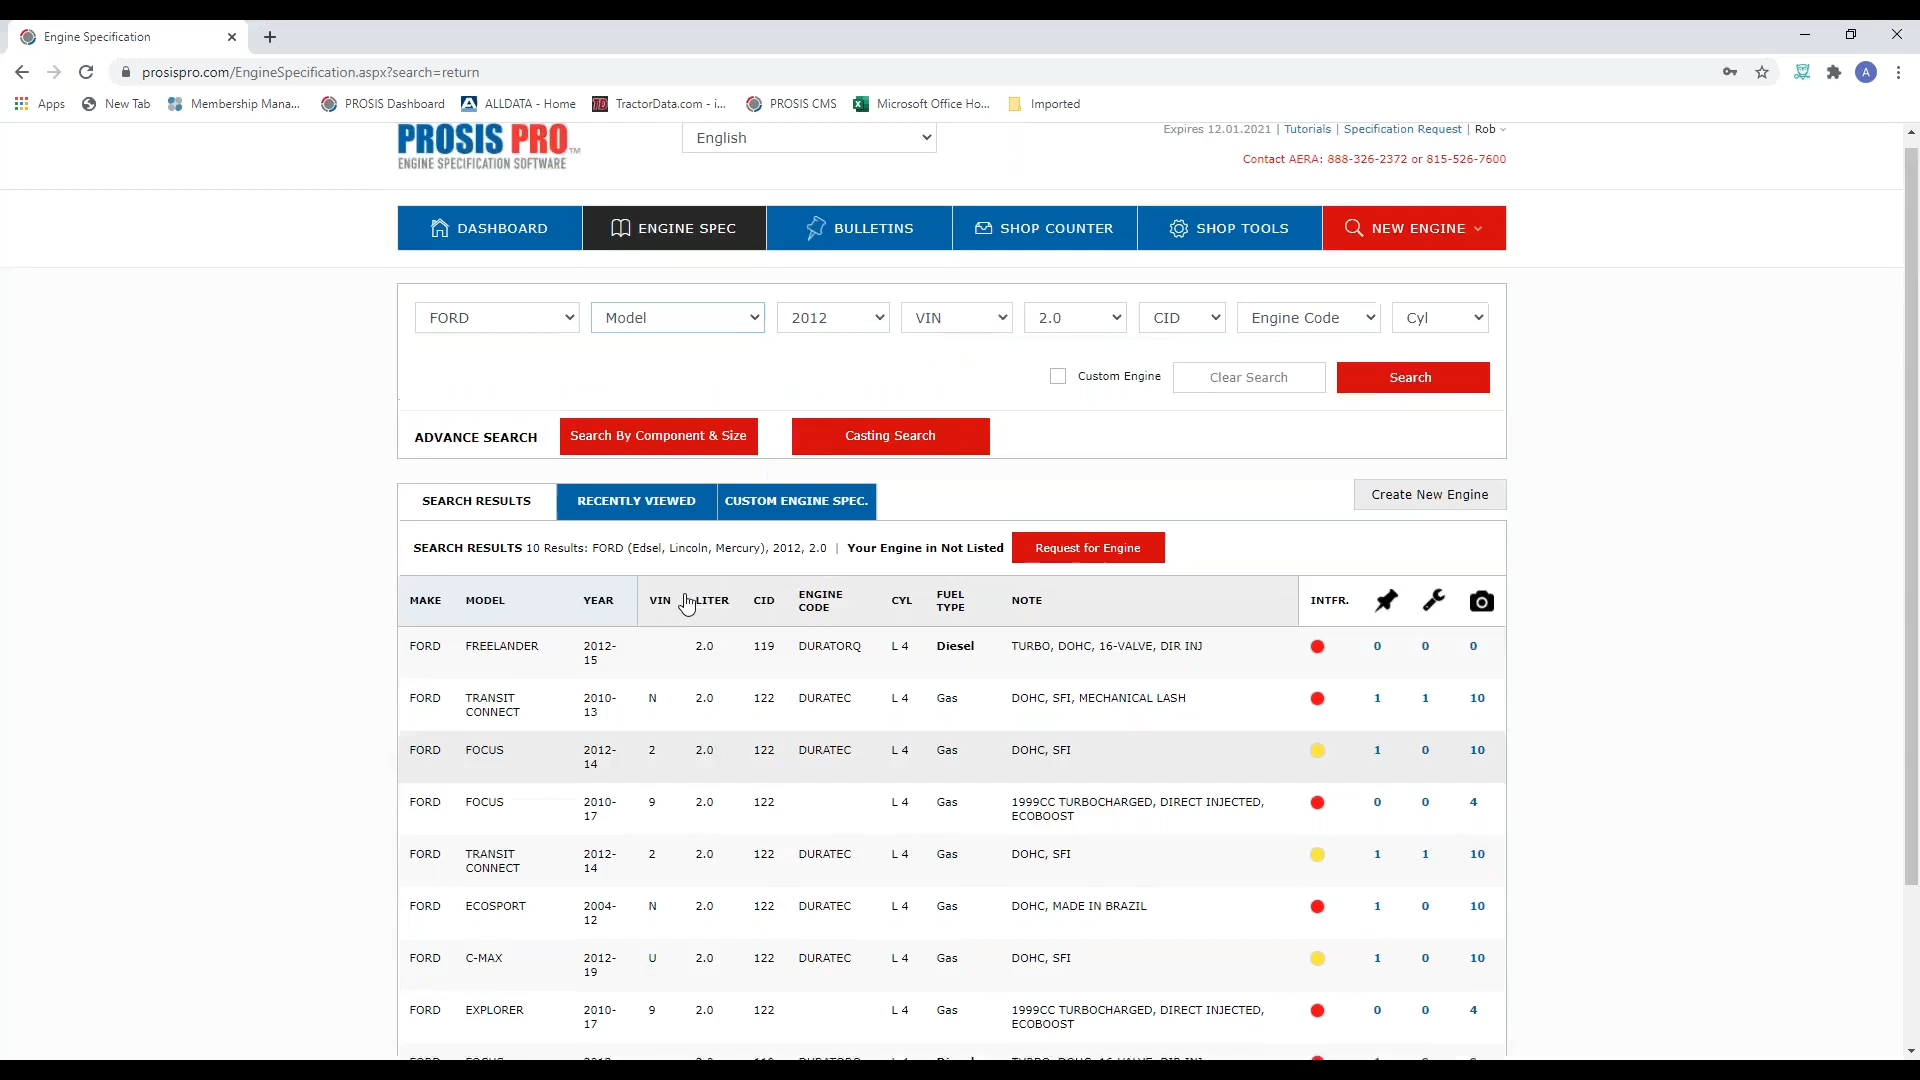 Engine Specification
prosispro.com/EngineSpecification.aspx?search=return
A
Apps New Tab Membership Mana... PROSIS Dashboard ALLDATA - Home TractorData.com - i... PROSIS CMS Microsoft Office Ho... Imported
PROSIS PRO™
ENGINE SPECIFICATION SOFTWARE
English
Expires 12.01.2021 | Tutorials | Specification Request | Rob
Contact AERA: 888-326-2372 or 815-526-7600
DASHBOARD ENGINE SPEC BULLETINS SHOP COUNTER SHOP TOOLS NEW ENGINE
FORD Model 2012 VIN 2.0 CID Engine Code Cyl
Custom Engine Clear Search Search
ADVANCE SEARCH Search By Component & Size Casting Search
SEARCH RESULTS RECENTLY VIEWED CUSTOM ENGINE SPEC. Create New Engine
SEARCH RESULTS 10 Results: FORD (Edsel, Lincoln, Mercury), 2012, 2.0 | Your Engine in Not Listed Request for Engine
MAKE MODEL YEAR VIN LITER CID ENGINE CODE CYL FUEL TYPE NOTE INTFR.
FORD FREELANDER 2012-15 2.0 119 DURATORQ L 4 Diesel TURBO, DOHC, 16-VALVE, DIR INJ 0 0 0
FORD TRANSIT CONNECT 2010-13 N 2.0 122 DURATEC L 4 Gas DOHC, SFI, MECHANICAL LASH 1 1 10
FORD FOCUS 2012-14 2 2.0 122 DURATEC L 4 Gas DOHC, SFI 1 0 10
FORD FOCUS 2010-17 9 2.0 122 L 4 Gas 1999CC TURBOCHARGED, DIRECT INJECTED, ECOBOOST 0 0 4
FORD TRANSIT CONNECT 2012-14 2 2.0 122 DURATEC L 4 Gas DOHC, SFI 1 1 10
FORD ECOSPORT 2004-12 N 2.0 122 DURATEC L 4 Gas DOHC, MADE IN BRAZIL 1 0 10
FORD C-MAX 2012-19 U 2.0 122 DURATEC L 4 Gas DOHC, SFI 1 0 10
FORD EXPLORER 2010-17 9 2.0 122 L 4 Gas 1999CC TURBOCHARGED, DIRECT INJECTED, ECOBOOST 0 0 4